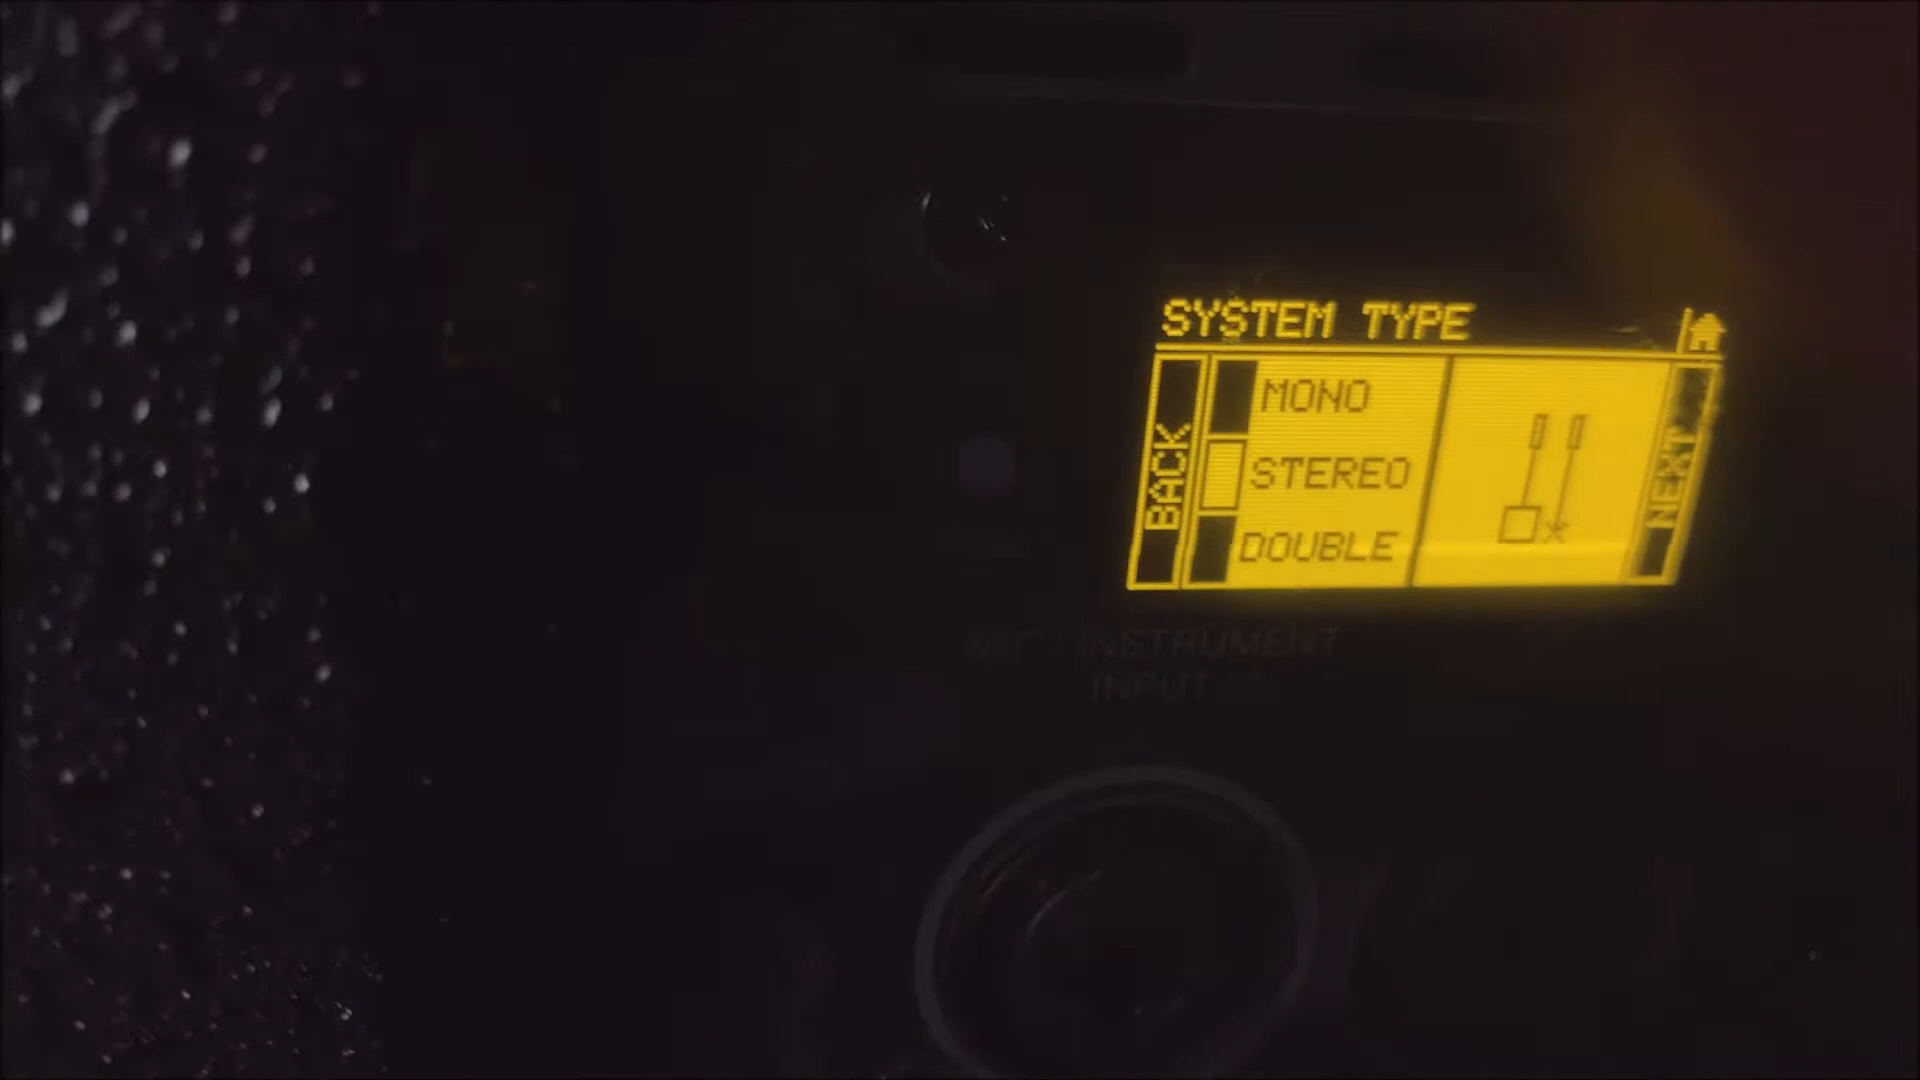 SYSTEM TYPE
BACK
MONO
STEREO
DOUBLE
NEXT
INSTRUMENT
INPUT